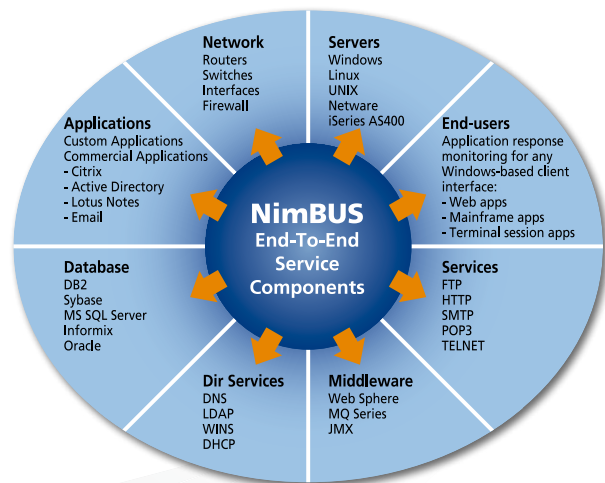 Network
Routers
Switches
Interfaces
Firewall
Servers
Windows
Linux
UNIX
Netware
iSeries AS400
Applications
Custom Applications
Commercial Applications
- Citrix
- Active Directory
- Lotus Notes
- Email
End-users
Application response
monitoring for any
Windows-based client
interface:
- Web apps
- Mainframe apps
- Terminal session apps
NimBUS
End-To-End
Service
Components
Database
DB2
Sybase
MS SQL Server
Informix
Oracle
Services
FTP
HTTP
SMTP
POP3
TELNET
Dir Services
DNS
LDAP
WINS
DHCP
Middleware
Web Sphere
MQ Series
JMX